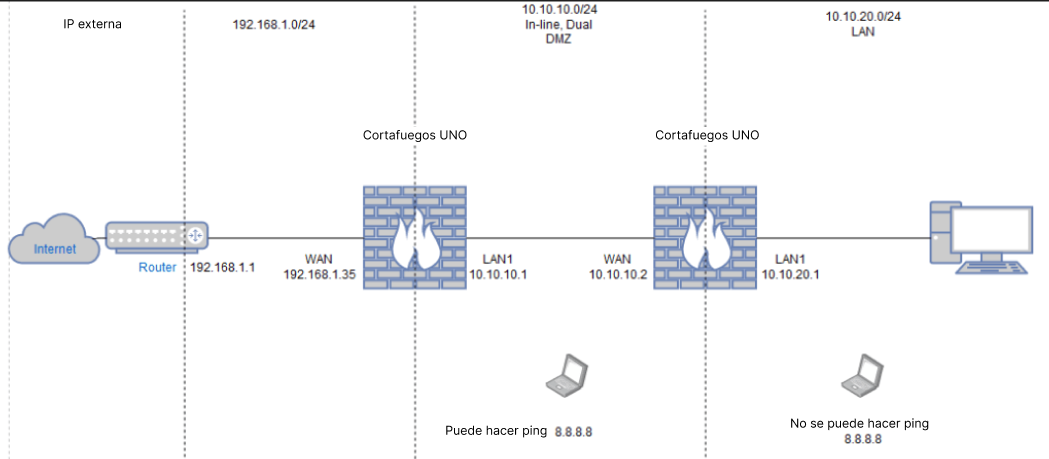 IP externa
192.168.1.0/24
10.10.10.0/24
In-line, Dual
DMZ
10.10.20.0/24
LAN
Cortafuegos UNO
Cortafuegos UNO
Internet
Router
192.168.1.1
WAN
192.168.1.35
LAN1
10.10.10.1
WAN
10.10.10.2
LAN1
10.10.20.1
Puede hacer ping 8.8.8.8
No se puede hacer ping
8.8.8.8